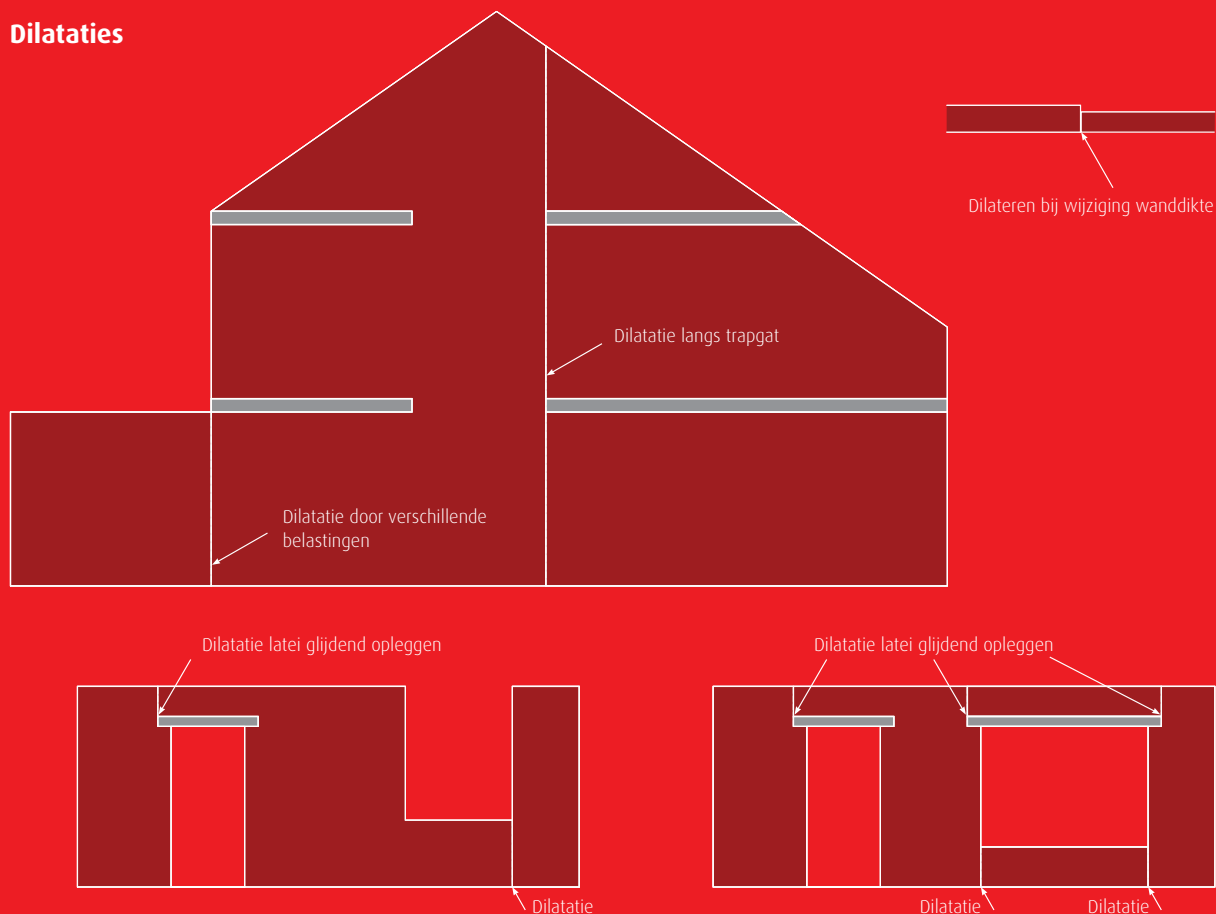 Dilataties
Dilateren bij wijziging wanddikte
Dilatatie langs trapgat
Dilatatie door verschillende
belastingen
Dilatatie latei glijdend opleggen
Dilatatie latei glijdend opleggen
Dilatatie
Dilatatie
Dilatatie